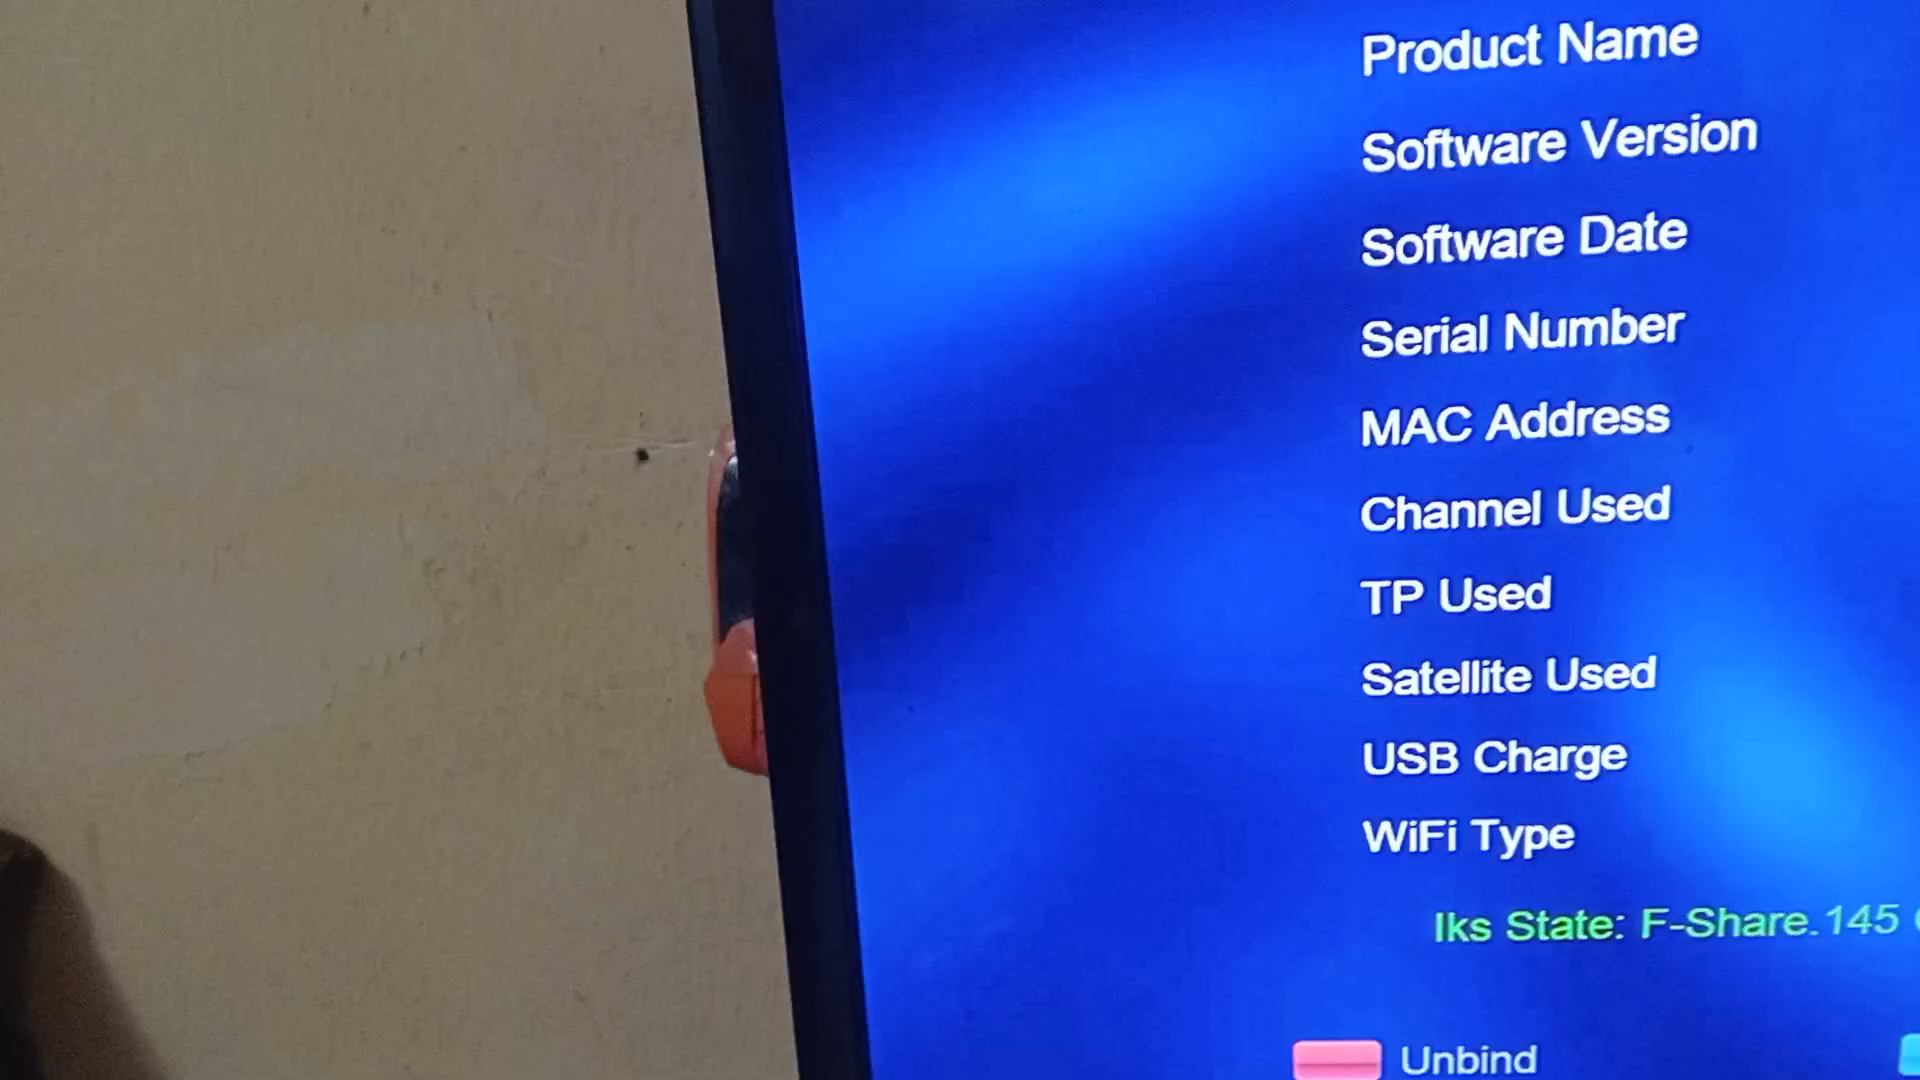 Product Name
Software Version
Software Date
Serial Number
MAC Address
Channel Used
TP Used
Satellite Used
USB Charge
WiFi Type
Iks State: F-Share.145
Unbind